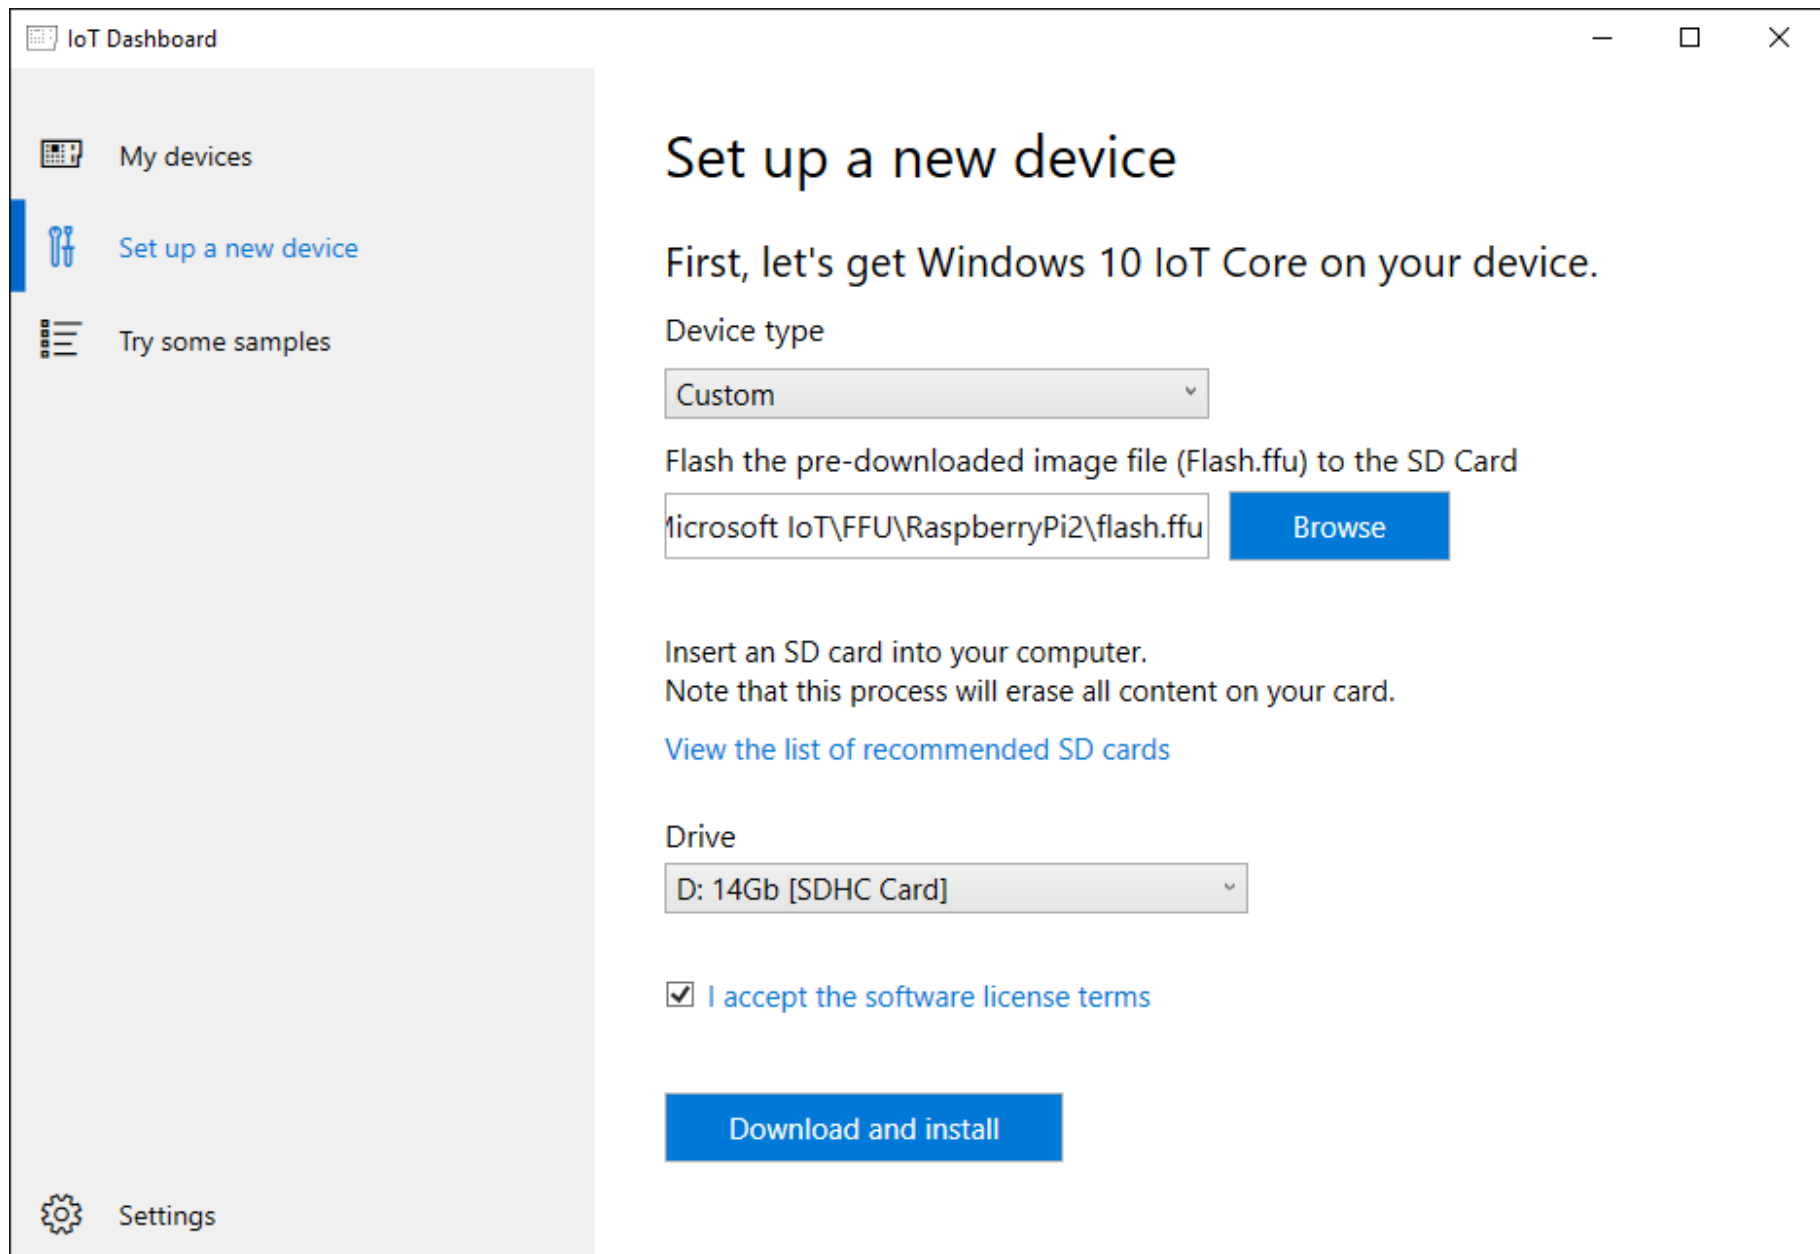 IoT Dashboard
My devices
Set up a new device
Try some samples
Settings
Set up a new device
First, let's get Windows 10 IoT Core on your device.
Device type
Custom
Flash the pre-downloaded image file (Flash.ffu) to the SD Card
Microsoft IoT\FFU\RaspberryPi2\flash.ffu
Browse
Insert an SD card into your computer.
Note that this process will erase all content on your card.
View the list of recommended SD cards
Drive
D: 14Gb [SDHC Card]
I accept the software license terms
Download and install